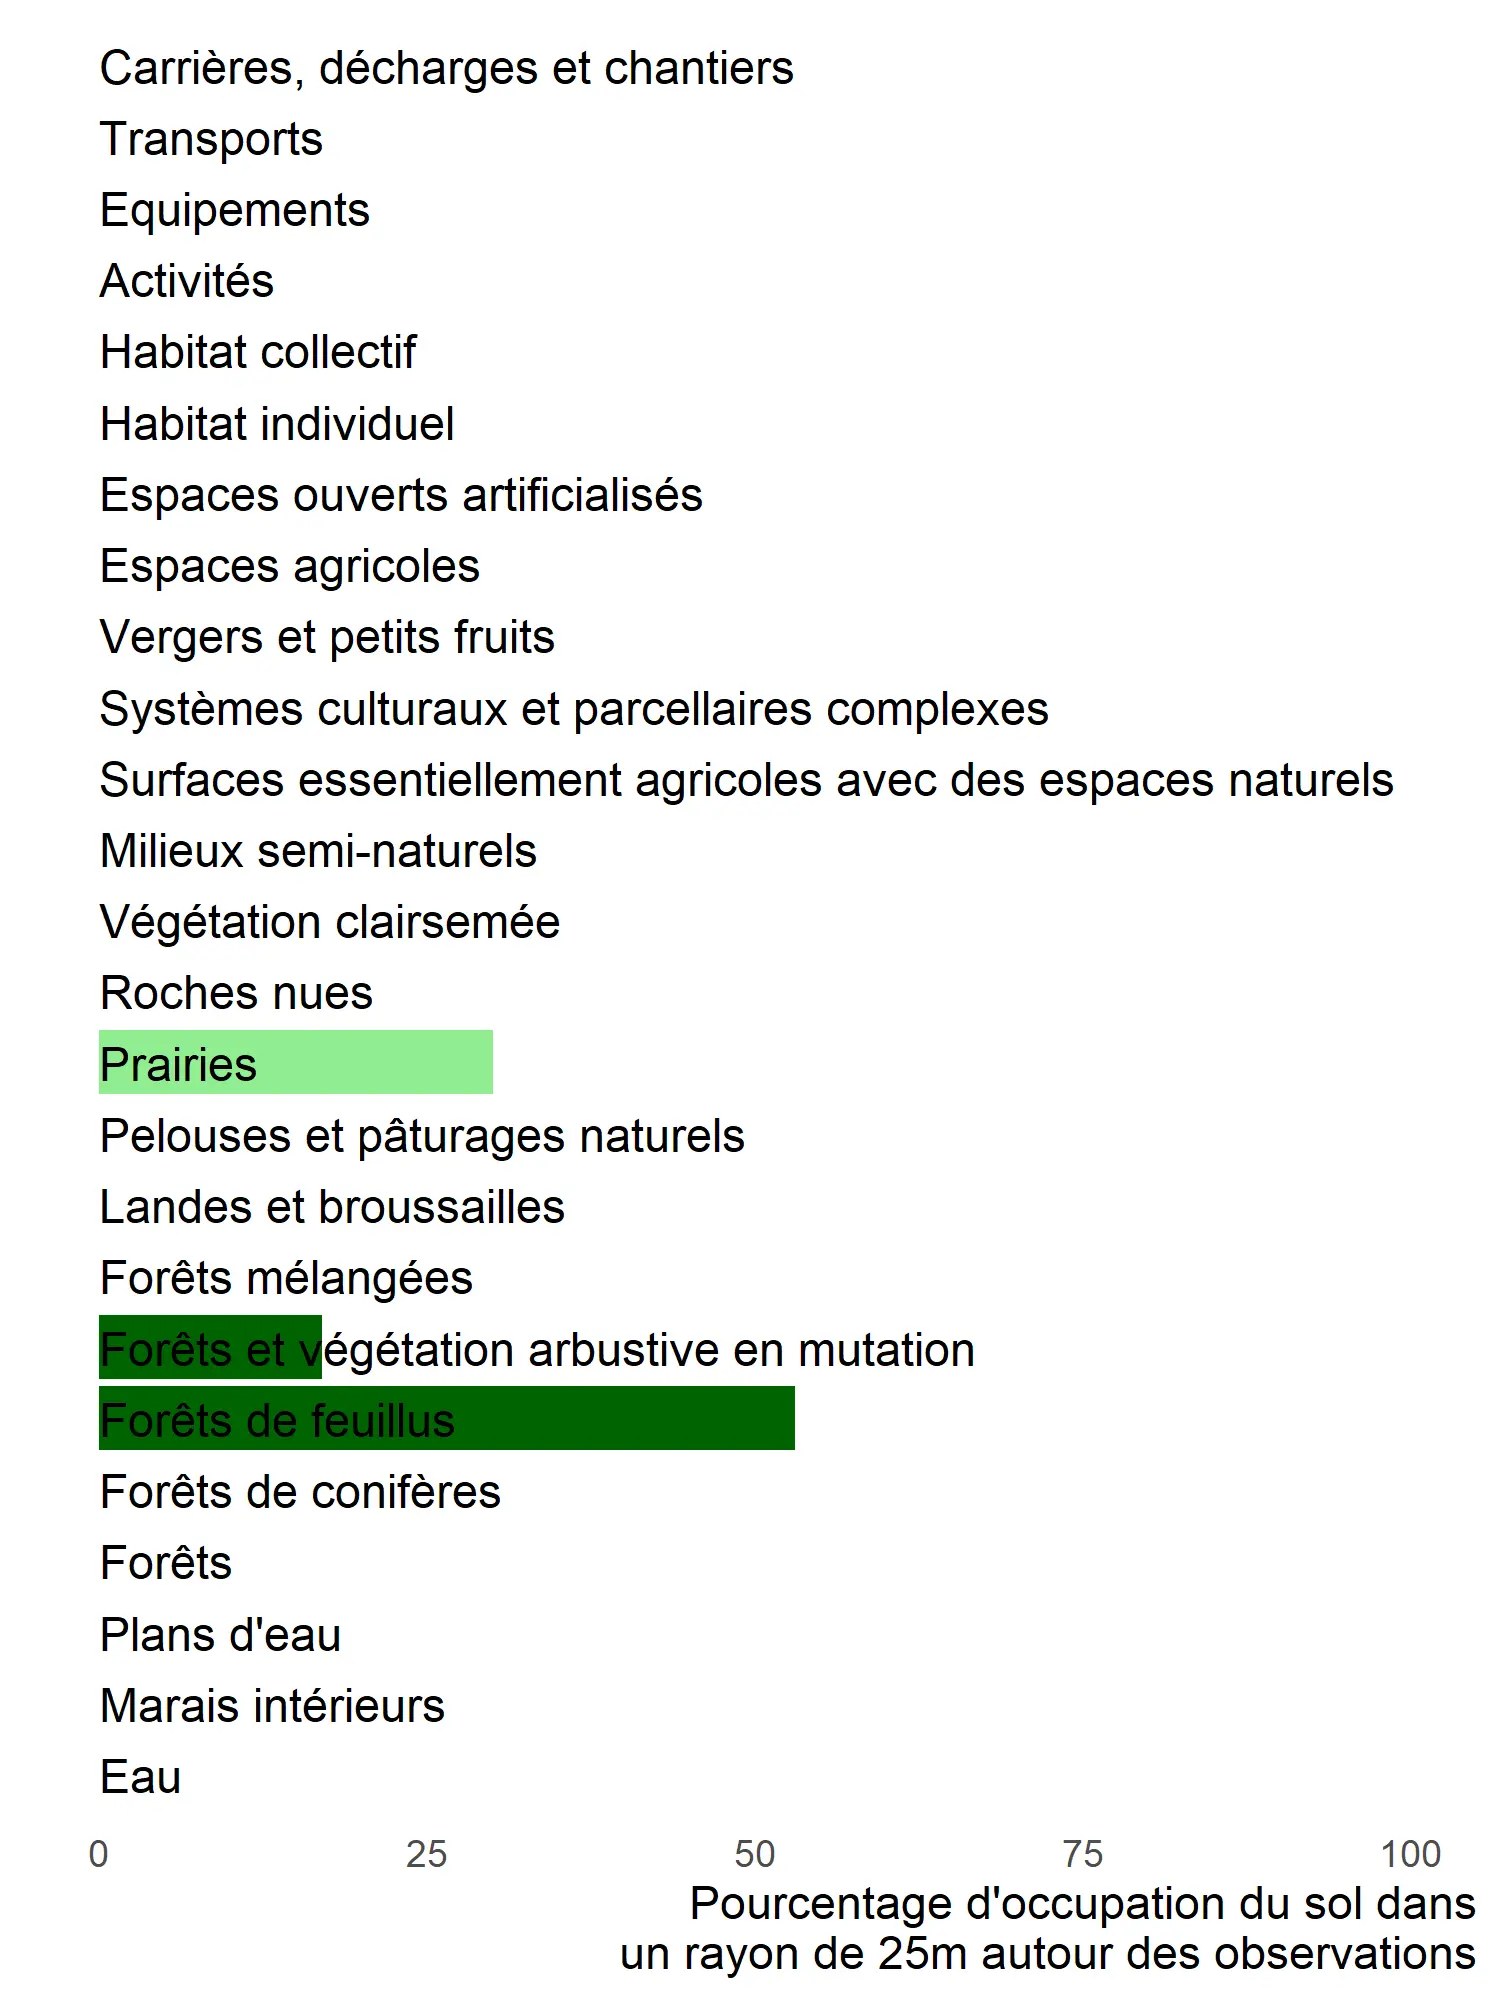 Carrières, décharges et chantiers
Transports
Equipements
Activités
Habitat collectif
Habitat individuel
Espaces ouverts artificialisés
Espaces agricoles
Vergers et petits fruits
Systèmes culturaux et parcellaires complexes
Surfaces essentiellement agricoles avec des espaces naturels
Milieux semi-naturels
Végétation clairsemée
Roches nues
Prairies
Pelouses et pâturages naturels
Landes et broussailles
Forêts mélangées
Forêts et végétation arbustive en mutation
Forêts de feuillus
Forêts de conifères
Forêts
Plans d'eau
Marais intérieurs
Eau
0 25 50 75 100
Pourcentage d'occupation du sol dans
un rayon de 25m autour des observations